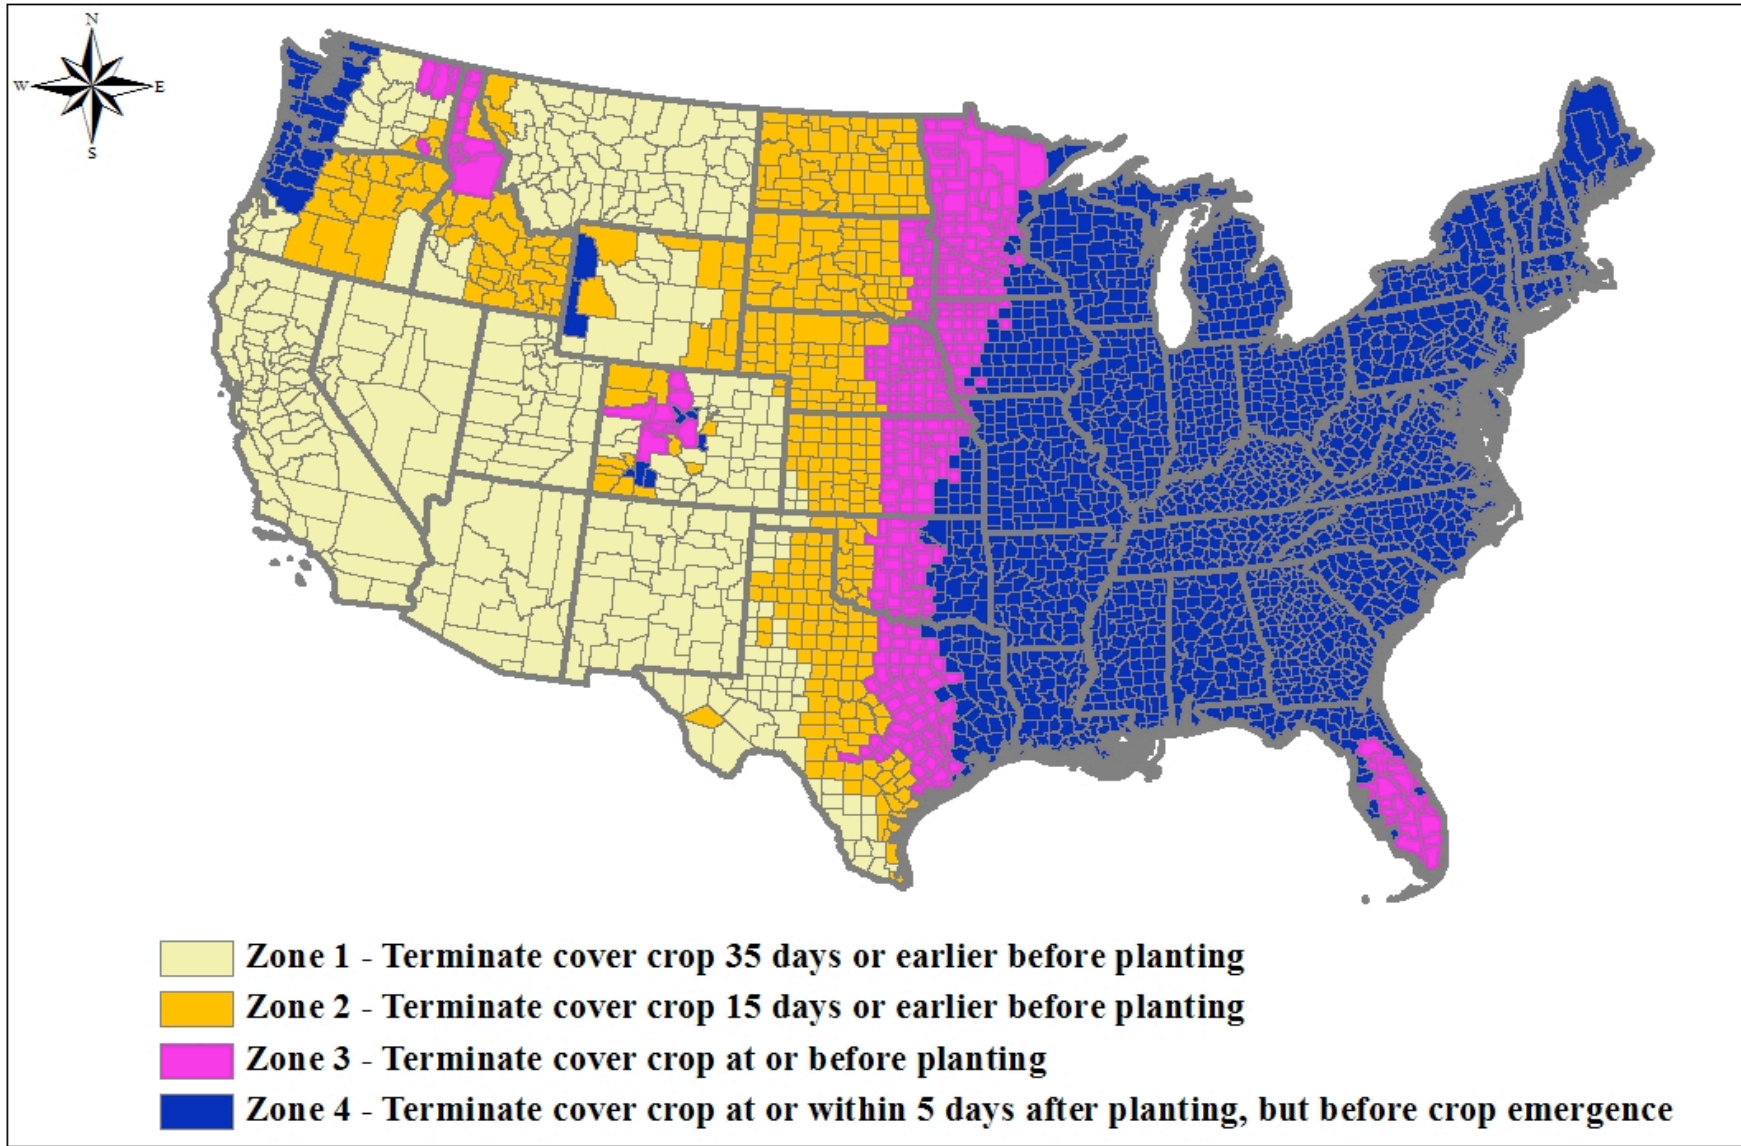 N
W E
S
Zone 1 - Terminate cover crop 35 days or earlier before planting
Zone 2 - Terminate cover crop 15 days or earlier before planting
Zone 3 - Terminate cover crop at or before planting
Zone 4 - Terminate cover crop at or within 5 days after planting, but before crop emergence